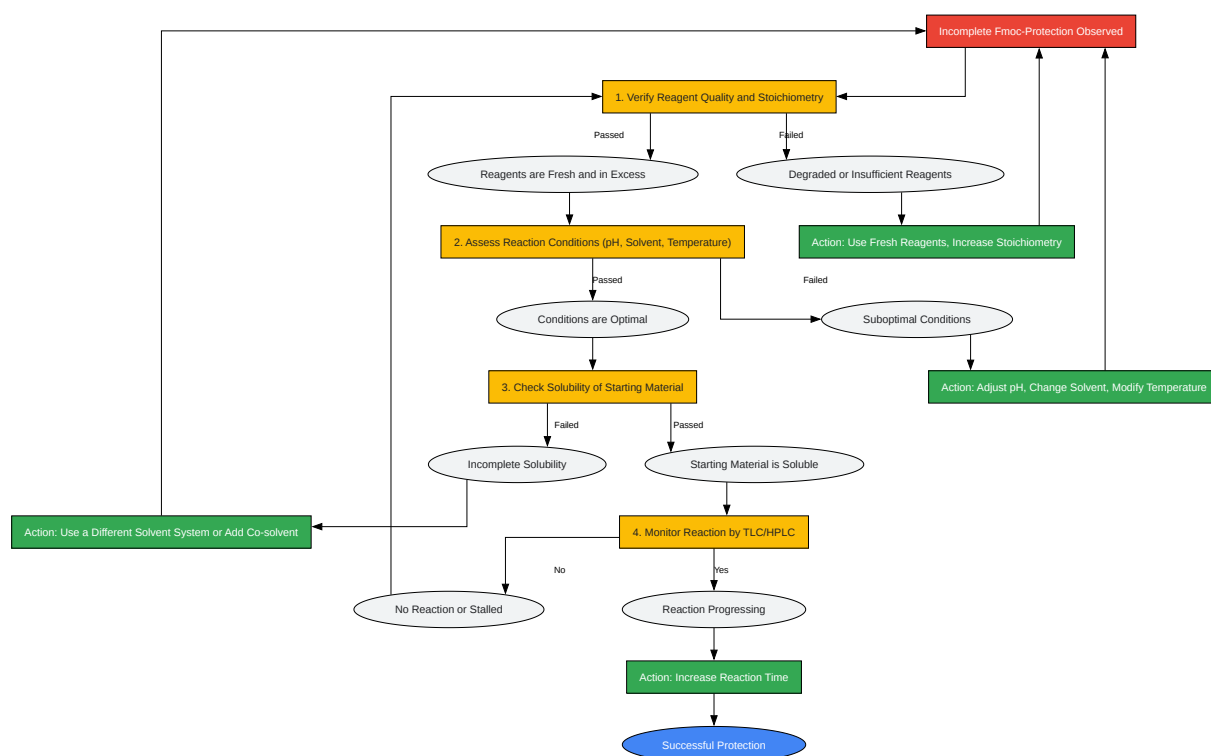 Incomplete Fmoc-Protection Observed
1. Verify Reagent Quality and Stoichiometry
Passed
Failed
Reagents are Fresh and in Excess
Degraded or Insufficient Reagents
2. Assess Reaction Conditions (pH, Solvent, Temperature)
Action: Use Fresh Reagents, Increase Stoichiometry
Passed
Failed
Conditions are Optimal
Suboptimal Conditions
3. Check Solubility of Starting Material
Action: Adjust pH, Change Solvent, Modify Temperature
Failed
Passed
Incomplete Solubility
Starting Material is Soluble
Action: Use a Different Solvent System or Add Co-solvent
4. Monitor Reaction by TLC/HPLC
No
Yes
No Reaction or Stalled
Reaction Progressing
Action: Increase Reaction Time
Successful Protection